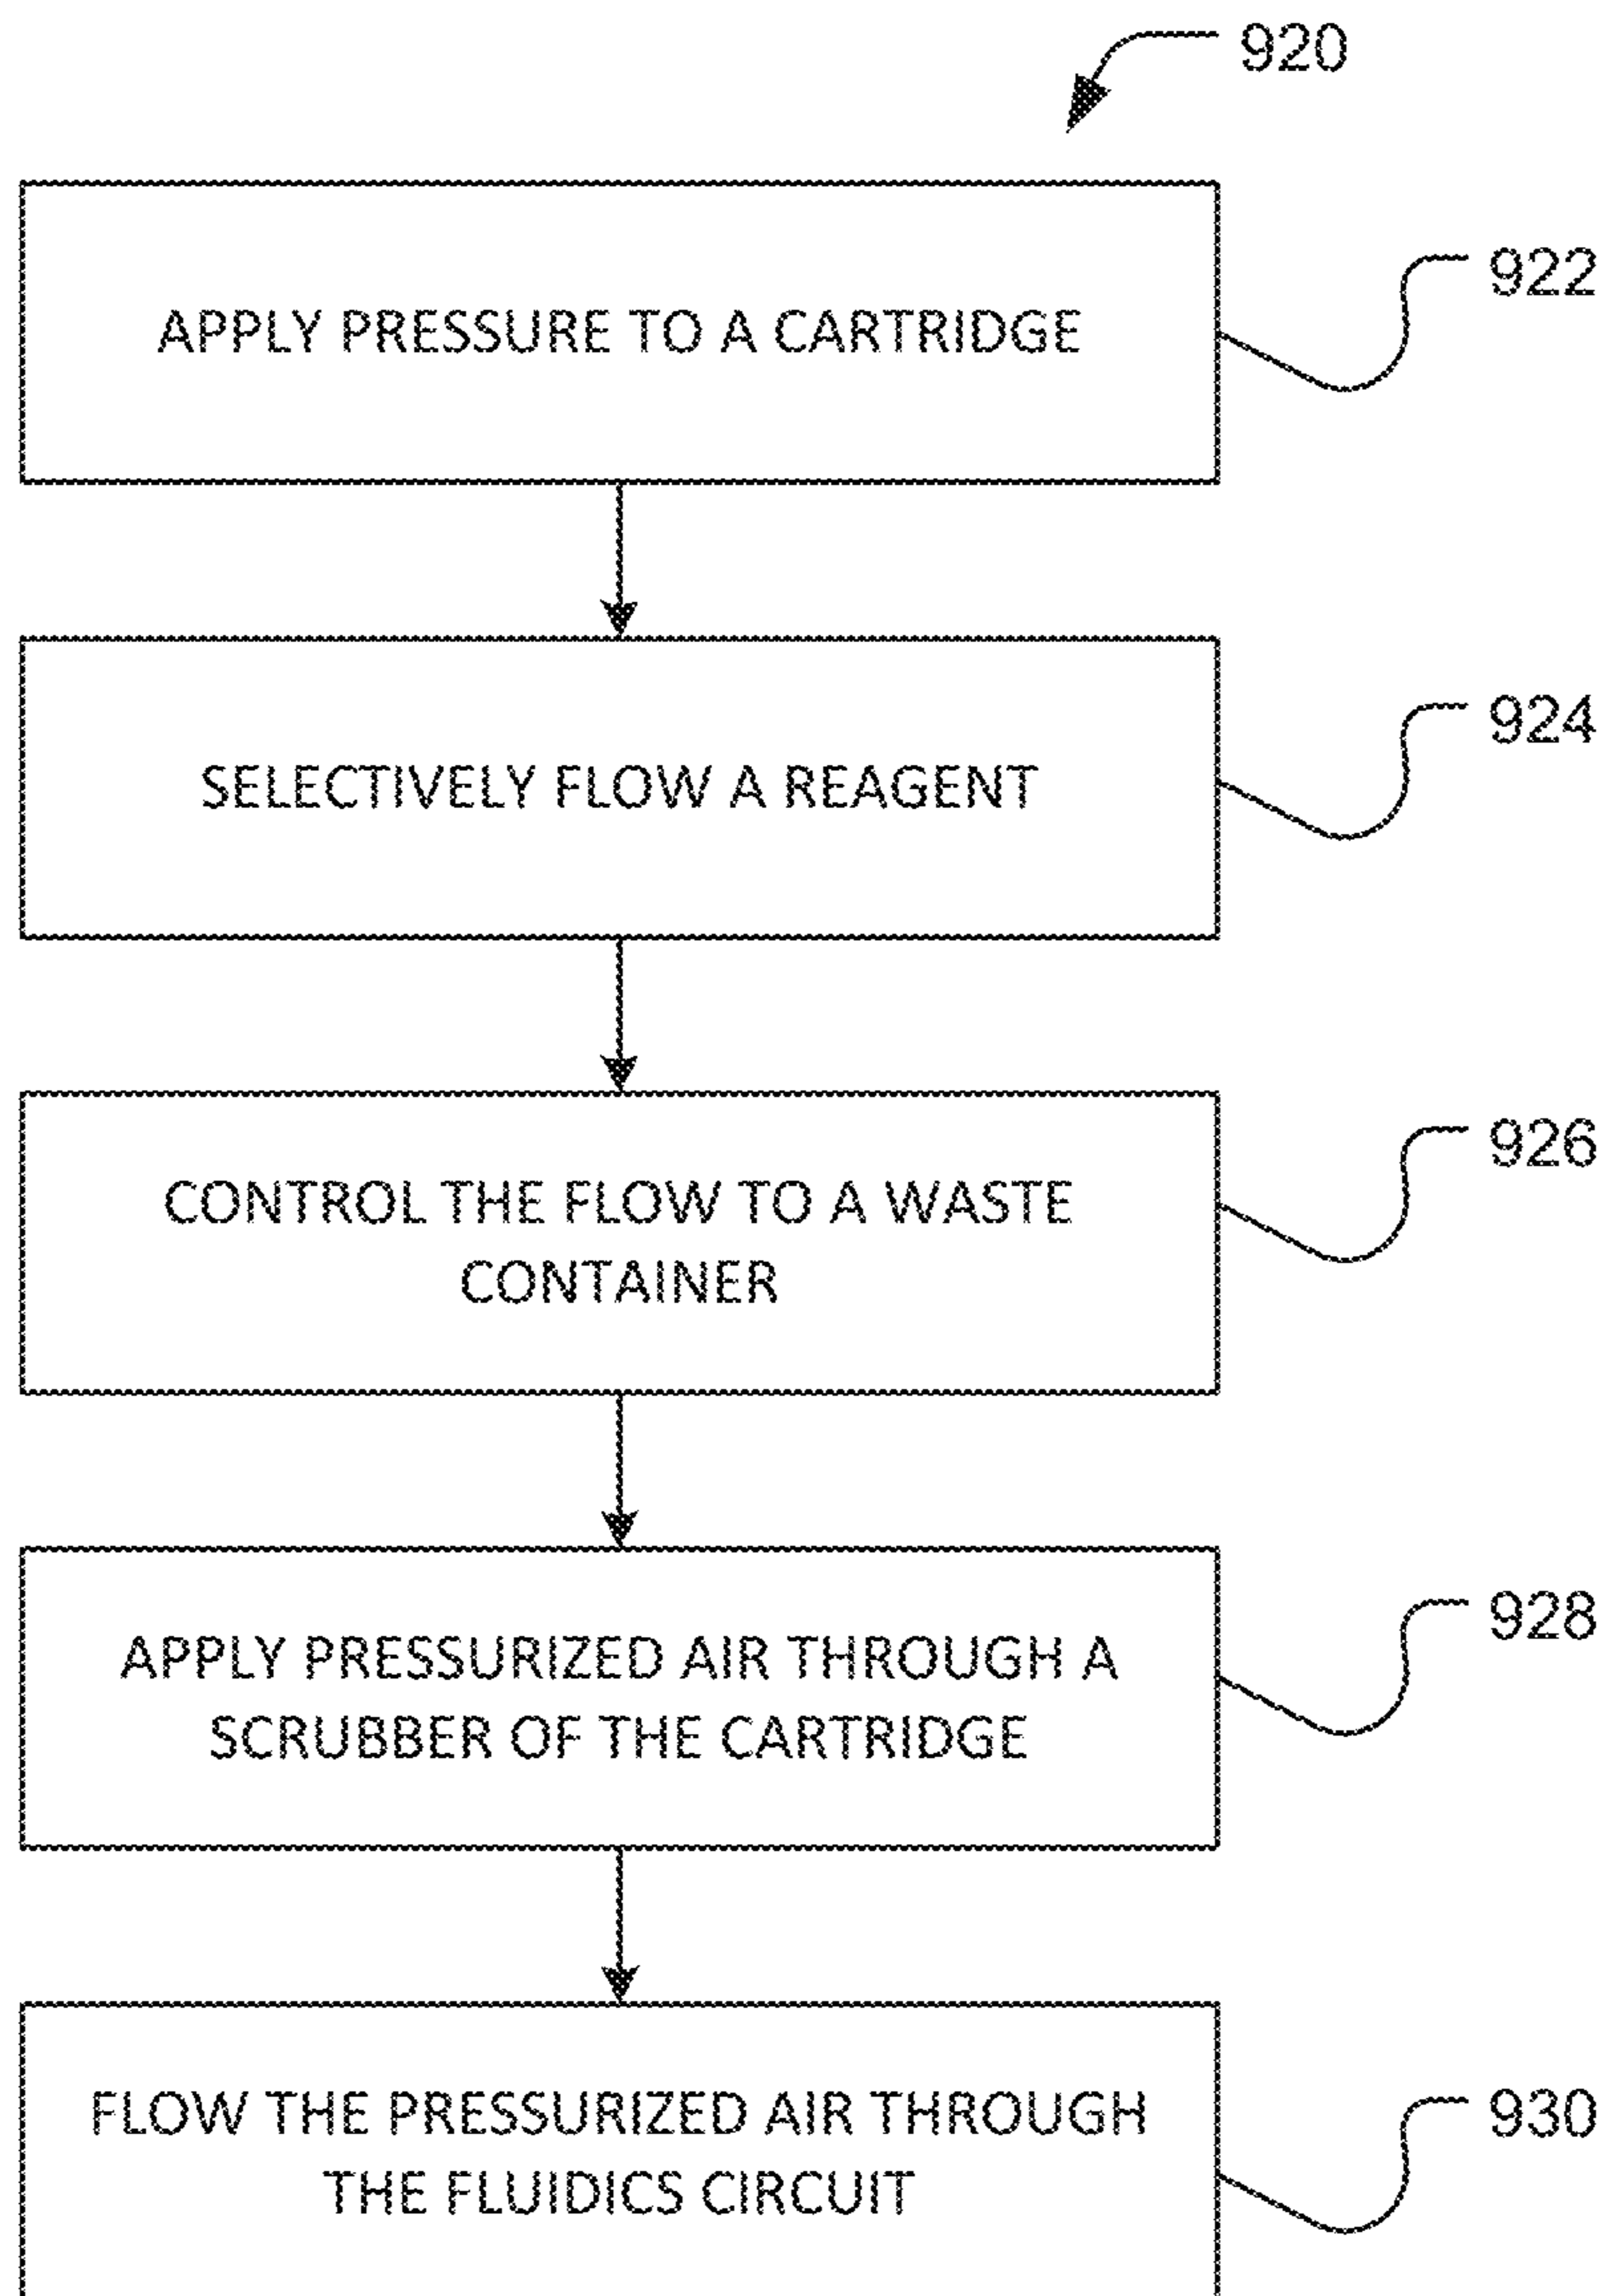 920
APPLY PRESSURE TO A CARTRIDGE
922
SELECTIVELY FLOW A REAGENT
924
CONTROL THE FLOW TO A WASTE
CONTAINER
926
APPLY PRESSURIZED AIR THROUGH A
SCRUBBER OF THE CARTRIDGE
928
FLOW THE PRESSURIZED AIR THROUGH
THE FLUIDICS CIRCUIT
930